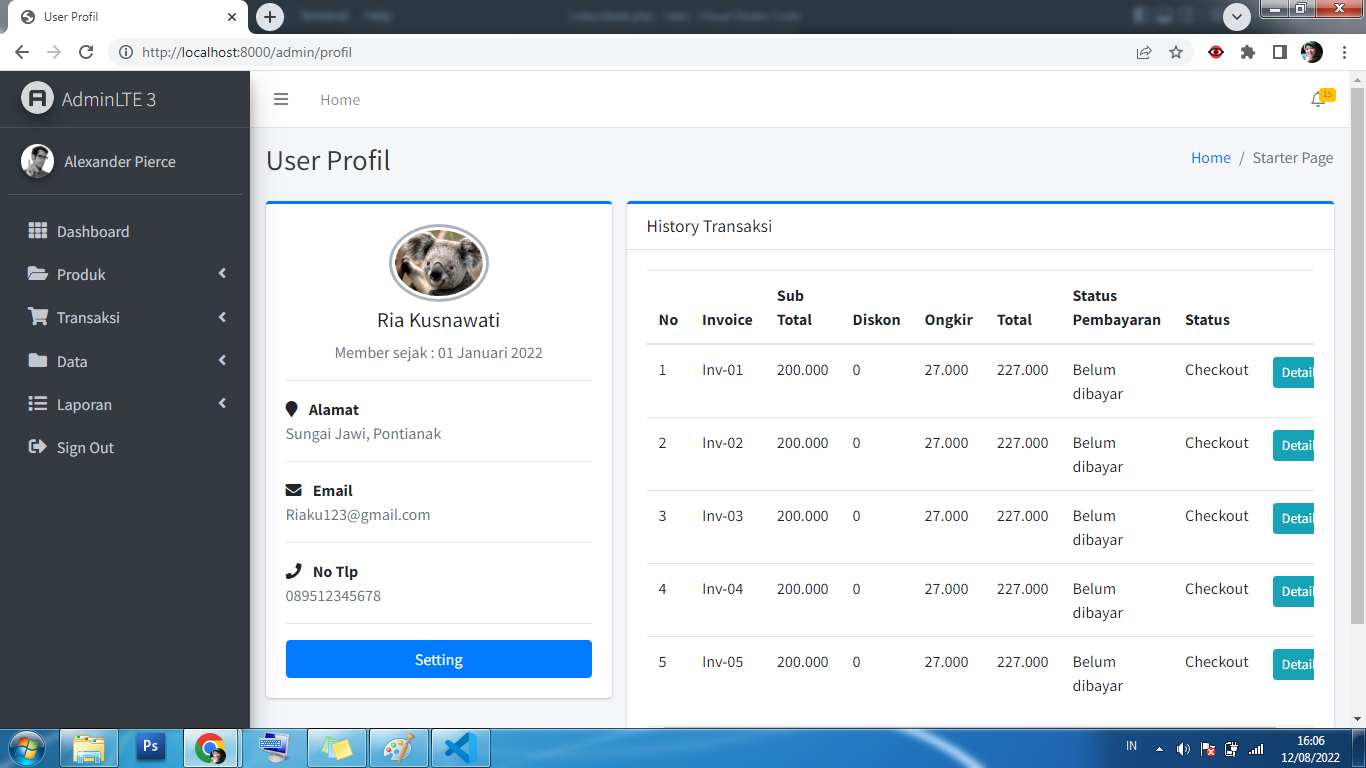 User Profil
http://localhost:8000/admin/profil
AdminLTE 3
Home
15
Alexander Pierce
User Profil
Home / Starter Page
Dashboard
Produk
Transaksi
Data
Laporan
Sign Out
Ria Kusnawati
Member sejak : 01 Januari 2022
Alamat
Sungai Jawi, Pontianak
Email
Riaku123@gmail.com
No Tlp
089512345678
Setting
History Transaksi
No Invoice Sub Total Diskon Ongkir Total Status Pembayaran Status
1 Inv-01 200.000 0 27.000 227.000 Belum dibayar Checkout Detail
2 Inv-02 200.000 0 27.000 227.000 Belum dibayar Checkout Detail
3 Inv-03 200.000 0 27.000 227.000 Belum dibayar Checkout Detail
4 Inv-04 200.000 0 27.000 227.000 Belum dibayar Checkout Detail
5 Inv-05 200.000 0 27.000 227.000 Belum dibayar Checkout Detail
Ps
IN
16:06
12/08/2022